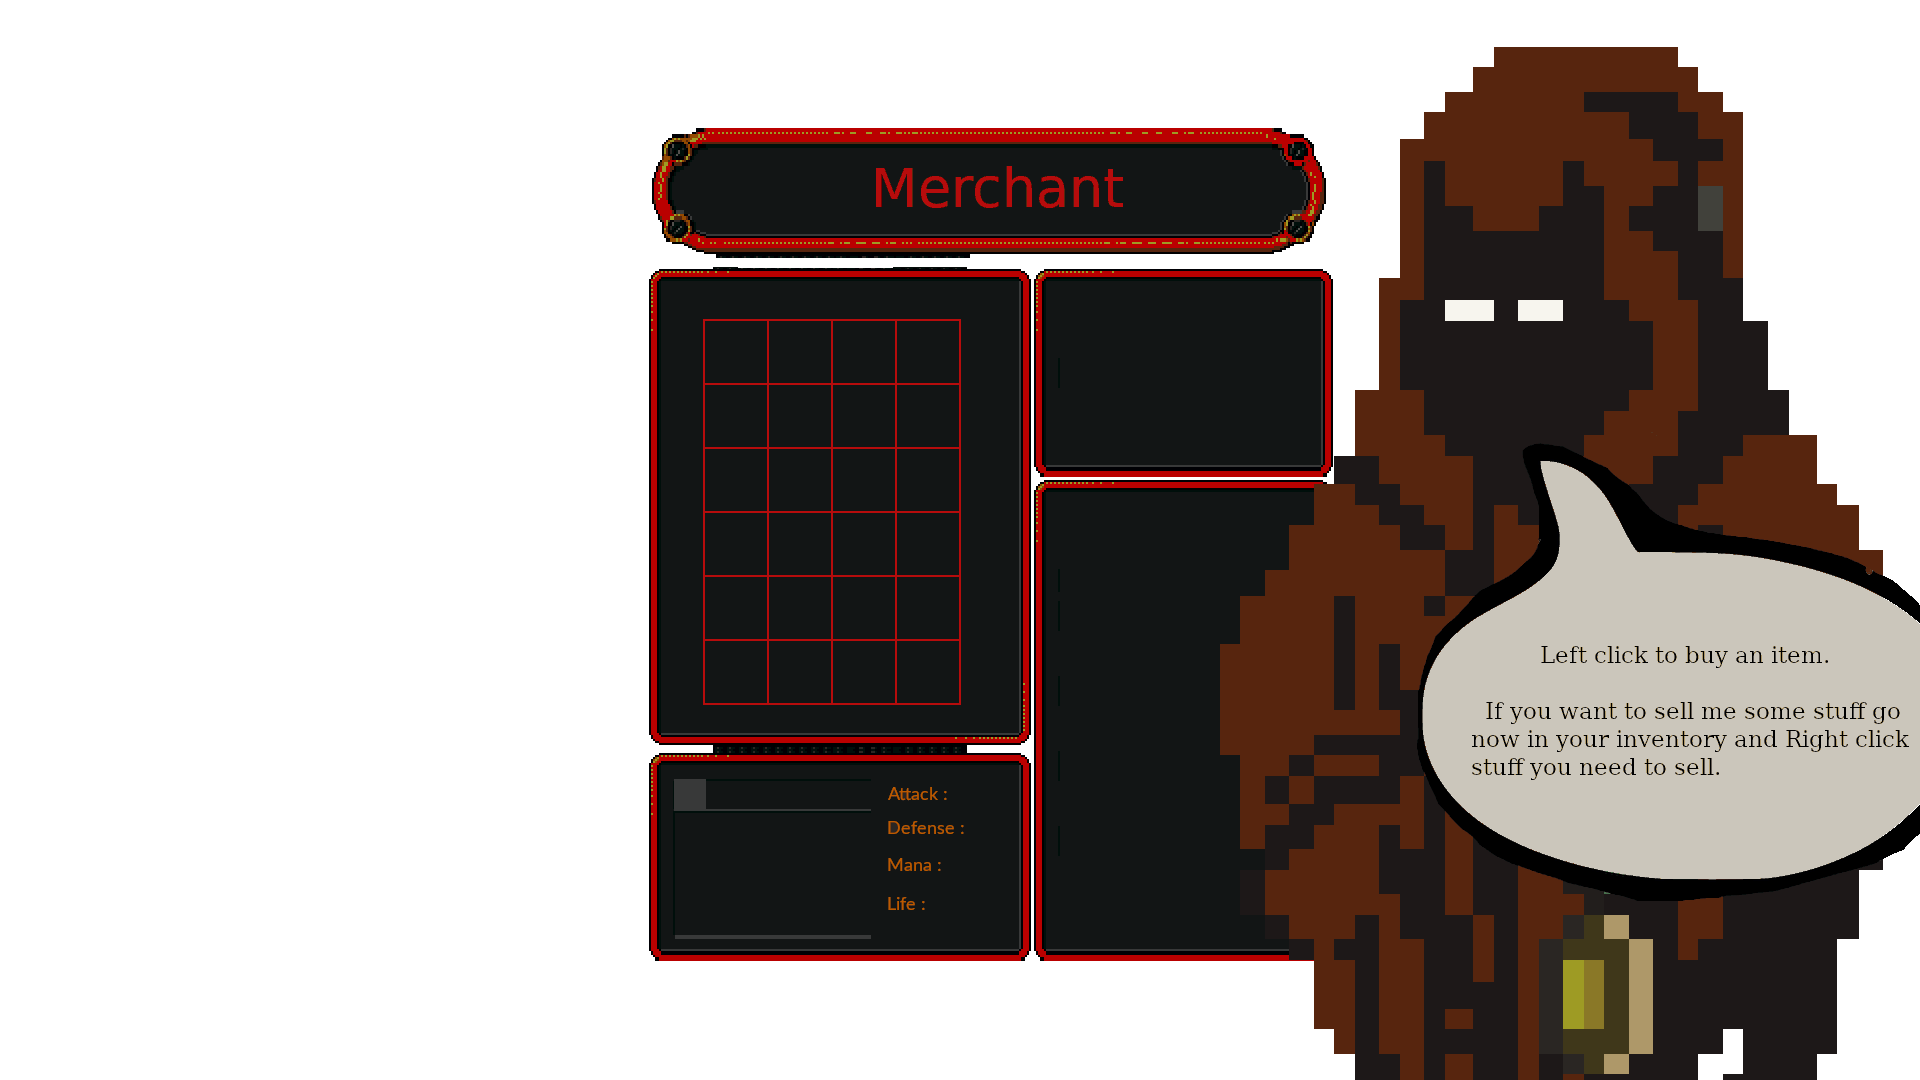 Merchant
Attack :
Defense :
Mana :
Life :
Left click to buy an item.
If you want to sell me some stuff go
now in your inventory and Right click
stuff you need to sell.